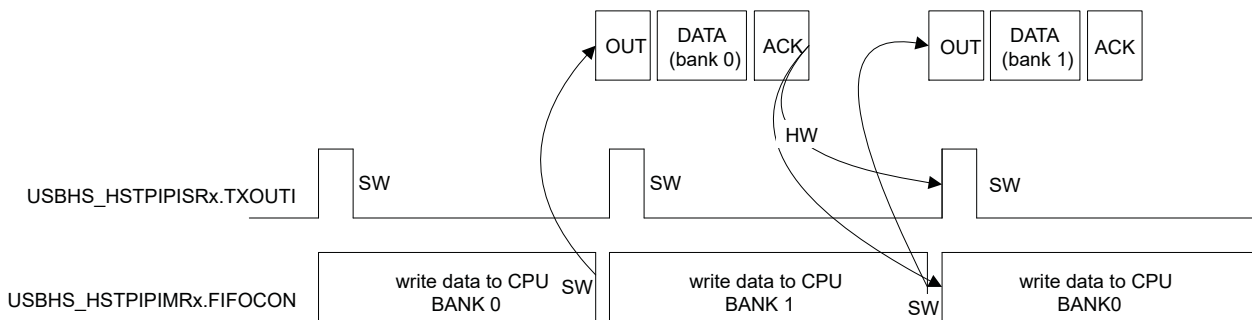 OUT
DATA
(bank 0)
ACK
OUT
DATA
(bank 1)
ACK
HW
USBHS_HSTPIPISRx.TXOUTI
SW
SW
SW
USBHS_HSTPIPIMRx.FIFOCON
write data to CPU
BANK 0
SW
write data to CPU
BANK 1
SW
write data to CPU
BANK0